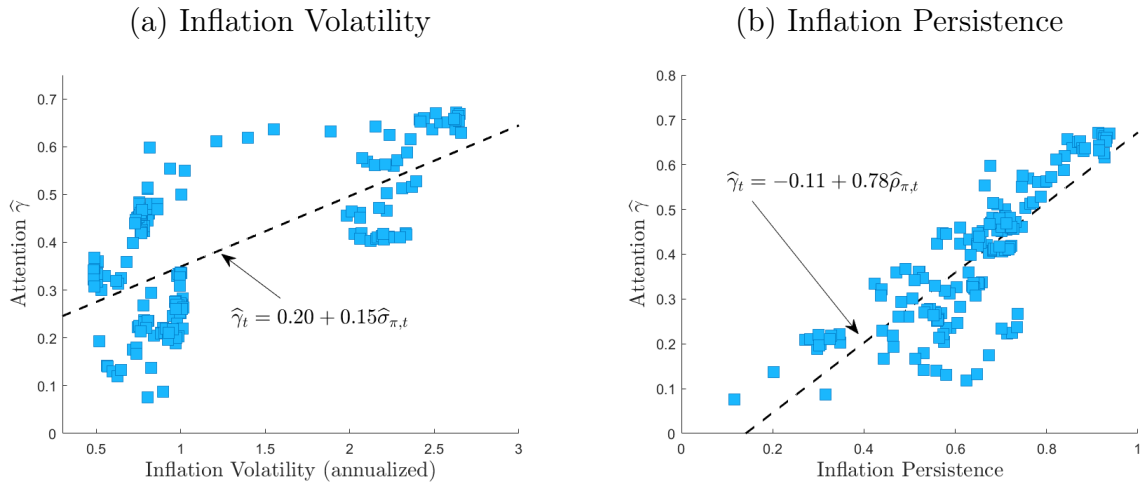 (a) Inflation Volatility
0.7
0.6
0.5
0.4
0.3
0.2
0.1
0
Attention γ̂
γ̂ₜ = 0.20 + 0.15σ̂π,ₜ
0.5 1 1.5 2 2.5 3
Inflation Volatility (annualized)
(b) Inflation Persistence
0.8
0.7
0.6
0.5
0.4
0.3
0.2
0.1
0
Attention γ̂
γ̂ₜ = −0.11 + 0.78ρ̂π,ₜ
0 0.2 0.4 0.6 0.8 1
Inflation Persistence